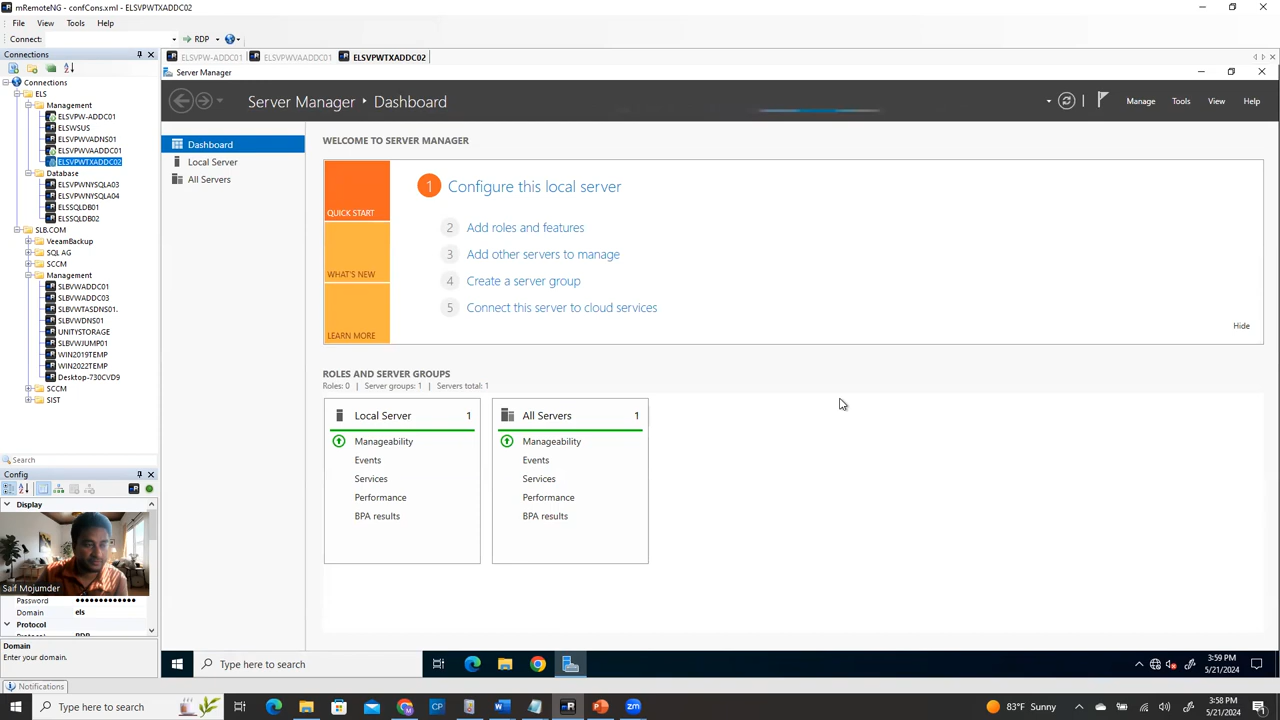 mRemoteNG - confCons.xml - ELSVPWTXADDC02
File View Tools Help
Connect: RDP
Connections
ELSVPW-ADDC01 ELSVPWVAADDC01 ELSVPWTXADDC02
Server Manager
Server Manager ‣ Dashboard
Manage Tools View Help
Connections
ELS
Management
ELSVPW-ADDC01
ELSWSUS
ELSVPWVADNS01
ELSVPWVAADDC01
ELSVPWTXADDC02
Database
ELSVPWNYSQLA03
ELSVPWNYSQLA04
ELSSQLDB01
ELSSQLDB02
SLB.COM
VeeamBackup
SQL AG
SCCM
Management
SLBVWADDC01
SLBVWADDC03
SLBVWTASDNS01.
SLBVWDNS01
UNITYSTORAGE
SLBVWJUMP01
WIN2019TEMP
WIN2022TEMP
Desktop-730CVD9
SCCM
SIST
Search
Config
Display
Saif Mojumder
Password •••••••••••••
Domain els
Protocol
Protocol RDP
Domain
Enter your domain.
Notifications
Dashboard
Local Server
All Servers
WELCOME TO SERVER MANAGER
QUICK START
WHAT'S NEW
LEARN MORE
1 Configure this local server
2 Add roles and features
3 Add other servers to manage
4 Create a server group
5 Connect this server to cloud services
Hide
ROLES AND SERVER GROUPS
Roles: 0 | Server groups: 1 | Servers total: 1
Local Server 1
Manageability
Events
Services
Performance
BPA results
All Servers 1
Manageability
Events
Services
Performance
BPA results
Type here to search
3:59 PM
5/21/2024
Type here to search
83°F Sunny
3:58 PM
5/21/2024